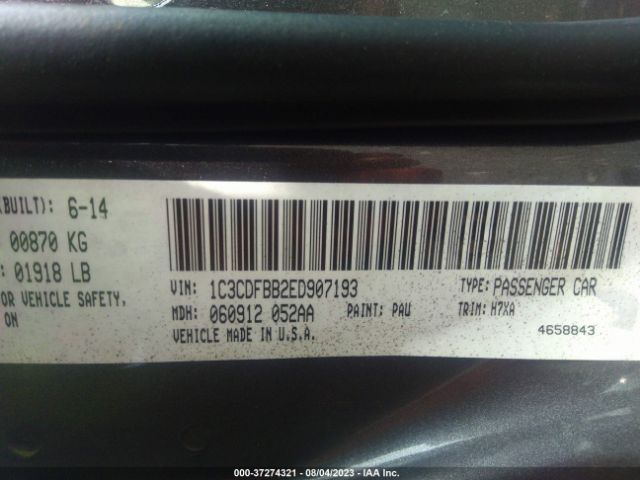 BUILT): 6-14
00870 KG
: 01918 LB
OR VEHICLE SAFETY,
ON
VIN: 1C3CDFBB2ED907193 TYPE: PASSENGER CAR
MDH: 060912 052AA PAINT: PAU TRIM: H7XA
VEHICLE MADE IN U.S.A. 4658843
000-37274321 - 08/04/2023 - IAA Inc.